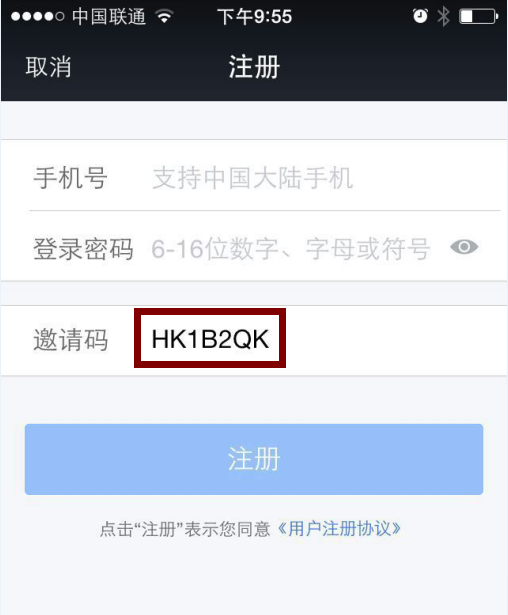 中国联通 下午9:55
取消 注册
手机号 支持中国大陆手机
登录密码 6-16位数字、字母或符号
邀请码 HK1B2QK
注册
点击“注册”表示您同意《用户注册协议》